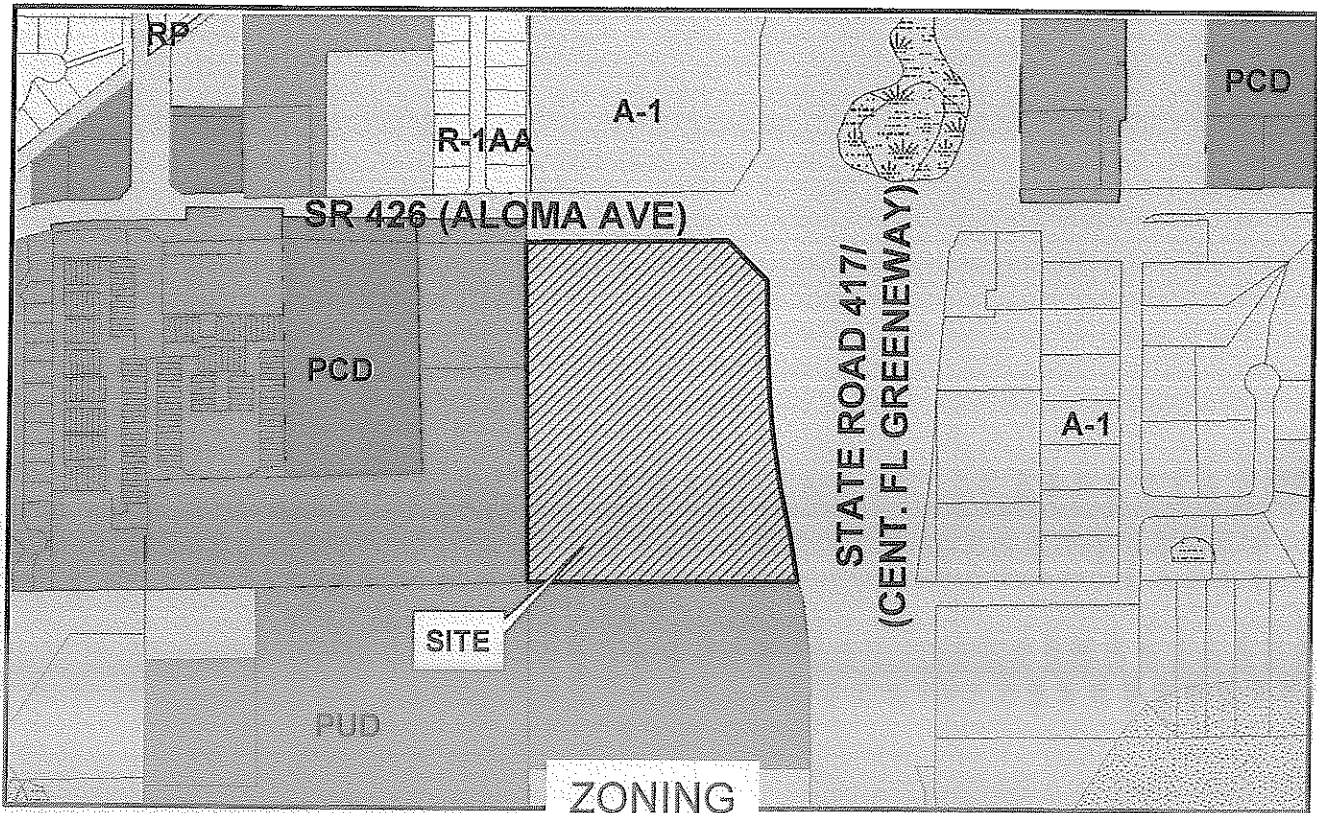 RP
PCD
A-1
R-1AA
SR 426 (ALOMA AVE)
STATE ROAD 417/
(CENT. FL GREENEWAY)
PCD
A-1
SITE
PUD
ZONING